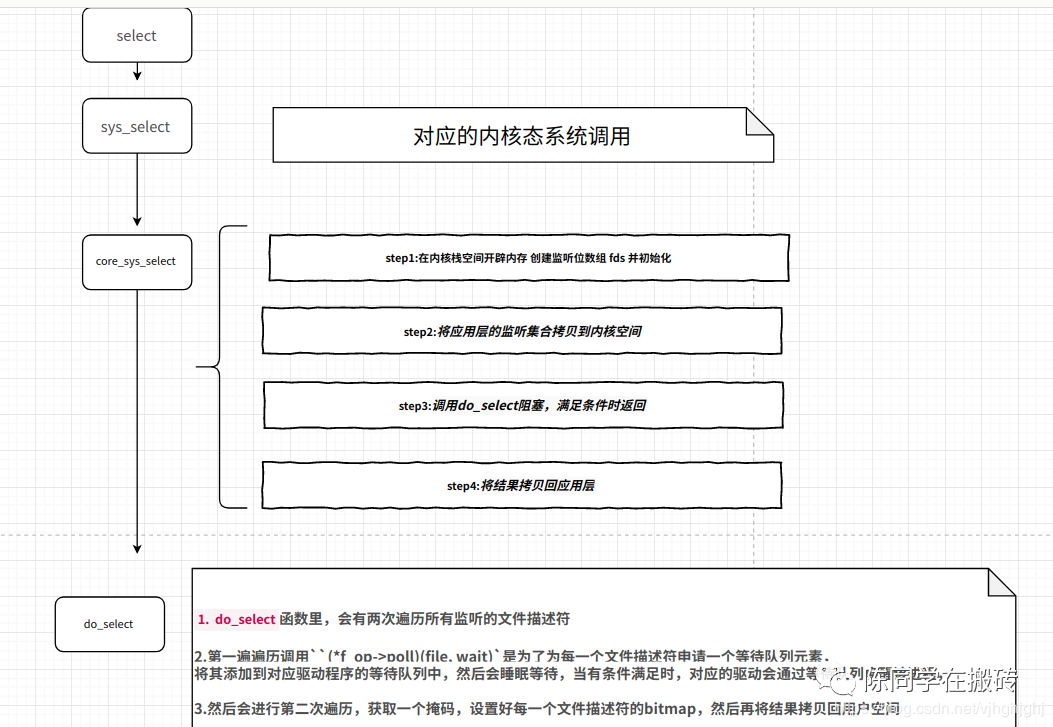 select
sys_select
对应的内核态系统调用
core_sys_select
step1:在内核栈空间开辟内存 创建监听位数组 fds 并初始化
step2:将应用层的监听集合拷贝到内核空间
step3:调用do_select阻塞，满足条件时返回
step4:将结果拷贝回应用层
do_select
1. do_select 函数里，会有两次遍历所有监听的文件描述符
2.第一遍遍历调用``(*f_op->poll)(file, wait)`是为了为每一个文件描述符申请一个等待队列元素，
将其添加到对应驱动程序的等待队列中，然后会睡眠等待，当有条件满足时，对应的驱动会通过等
3.然后会进行第二次遍历，获取一个掩码，设置好每一个文件描述符的bitmap，然后再将结果拷贝回用户空间
陈同学在搬砖